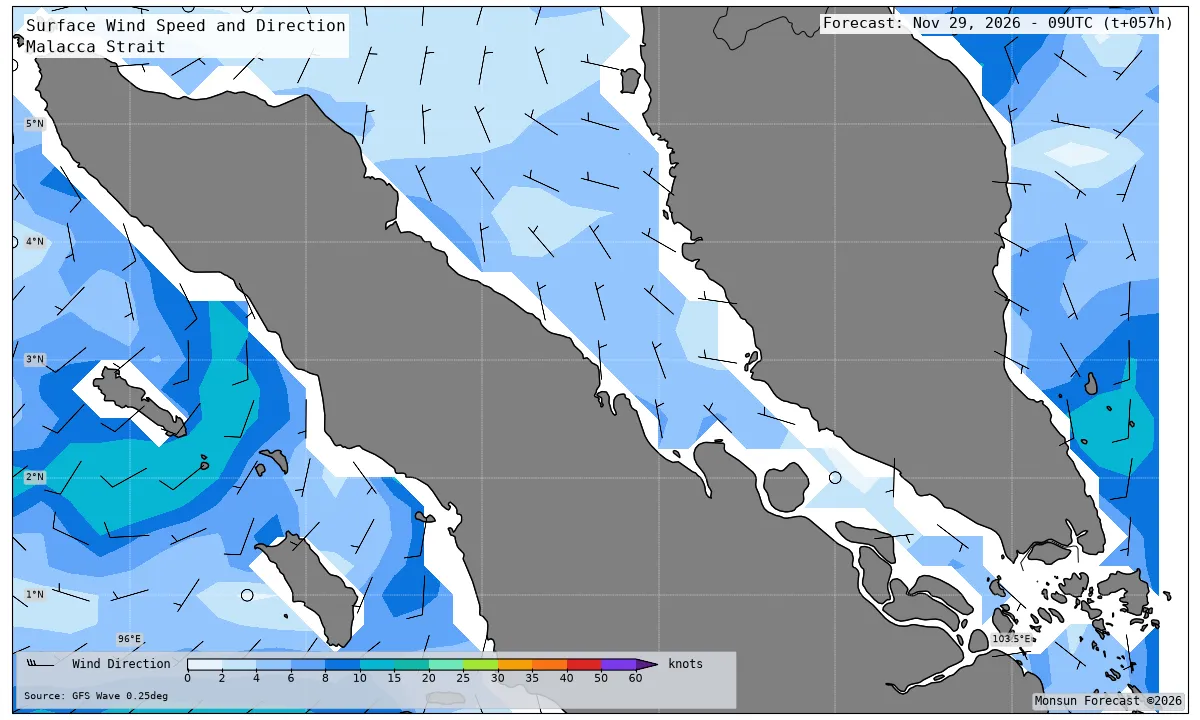 Surface Wind Speed and Direction
Malacca Strait
Forecast: Nov 29, 2026 - 09UTC (t+057h)
5°N
4°N
3°N
2°N
1°N
96°E
103.5°E
Wind Direction
knots
0 2 4 6 8 10 15 20 25 30 35 40 50 60
Source: GFS Wave 0.25deg
Monsun Forecast ©2026